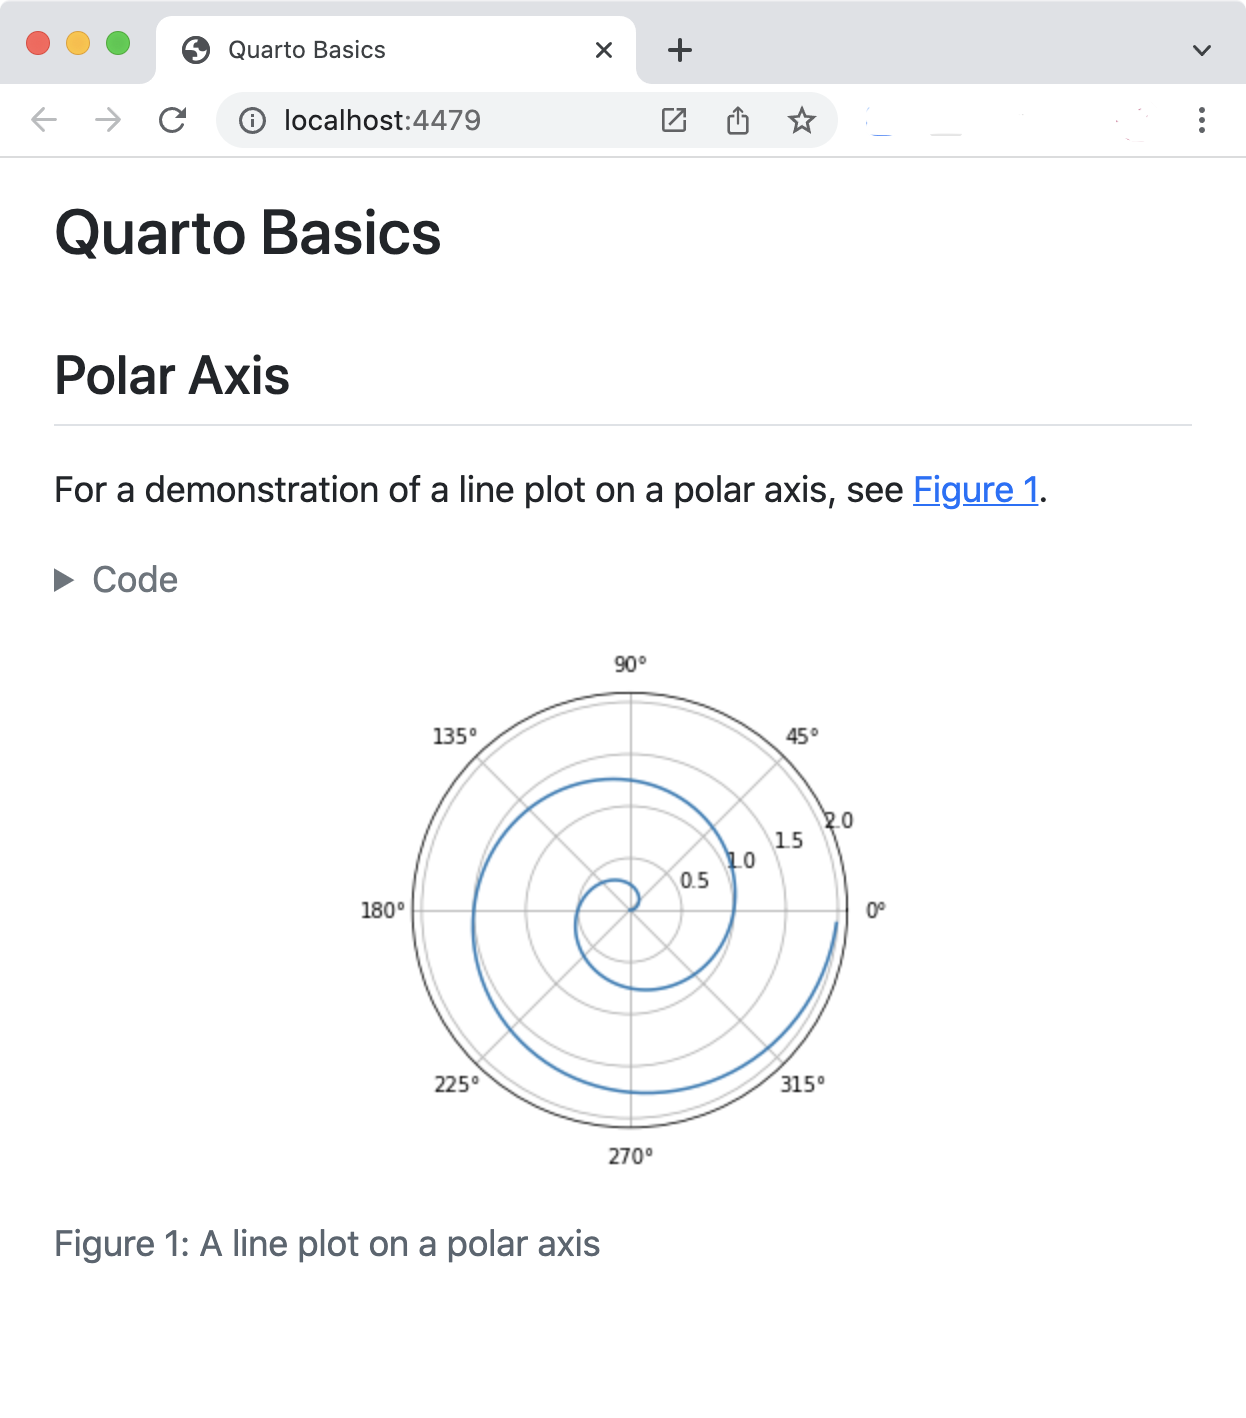 Quarto Basics
localhost:4479
Quarto Basics
Polar Axis
For a demonstration of a line plot on a polar axis, see Figure 1.
Code
90°
135°
45°
2.0
1.5
1.0
0.5
180°
0°
225°
315°
270°
Figure 1: A line plot on a polar axis